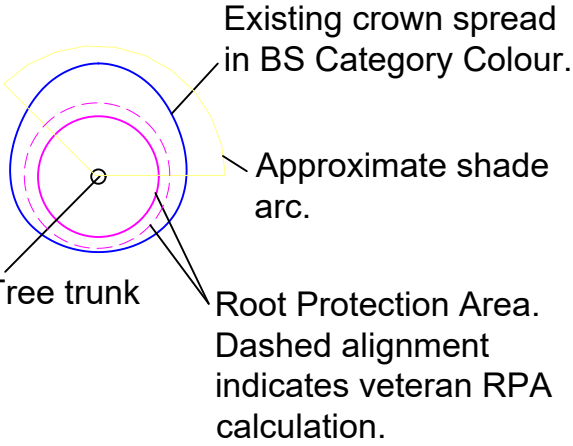 Existing crown spread
in BS Category Colour.
Approximate shade
arc.
Tree trunk
Root Protection Area.
Dashed alignment
indicates veteran RPA
calculation.